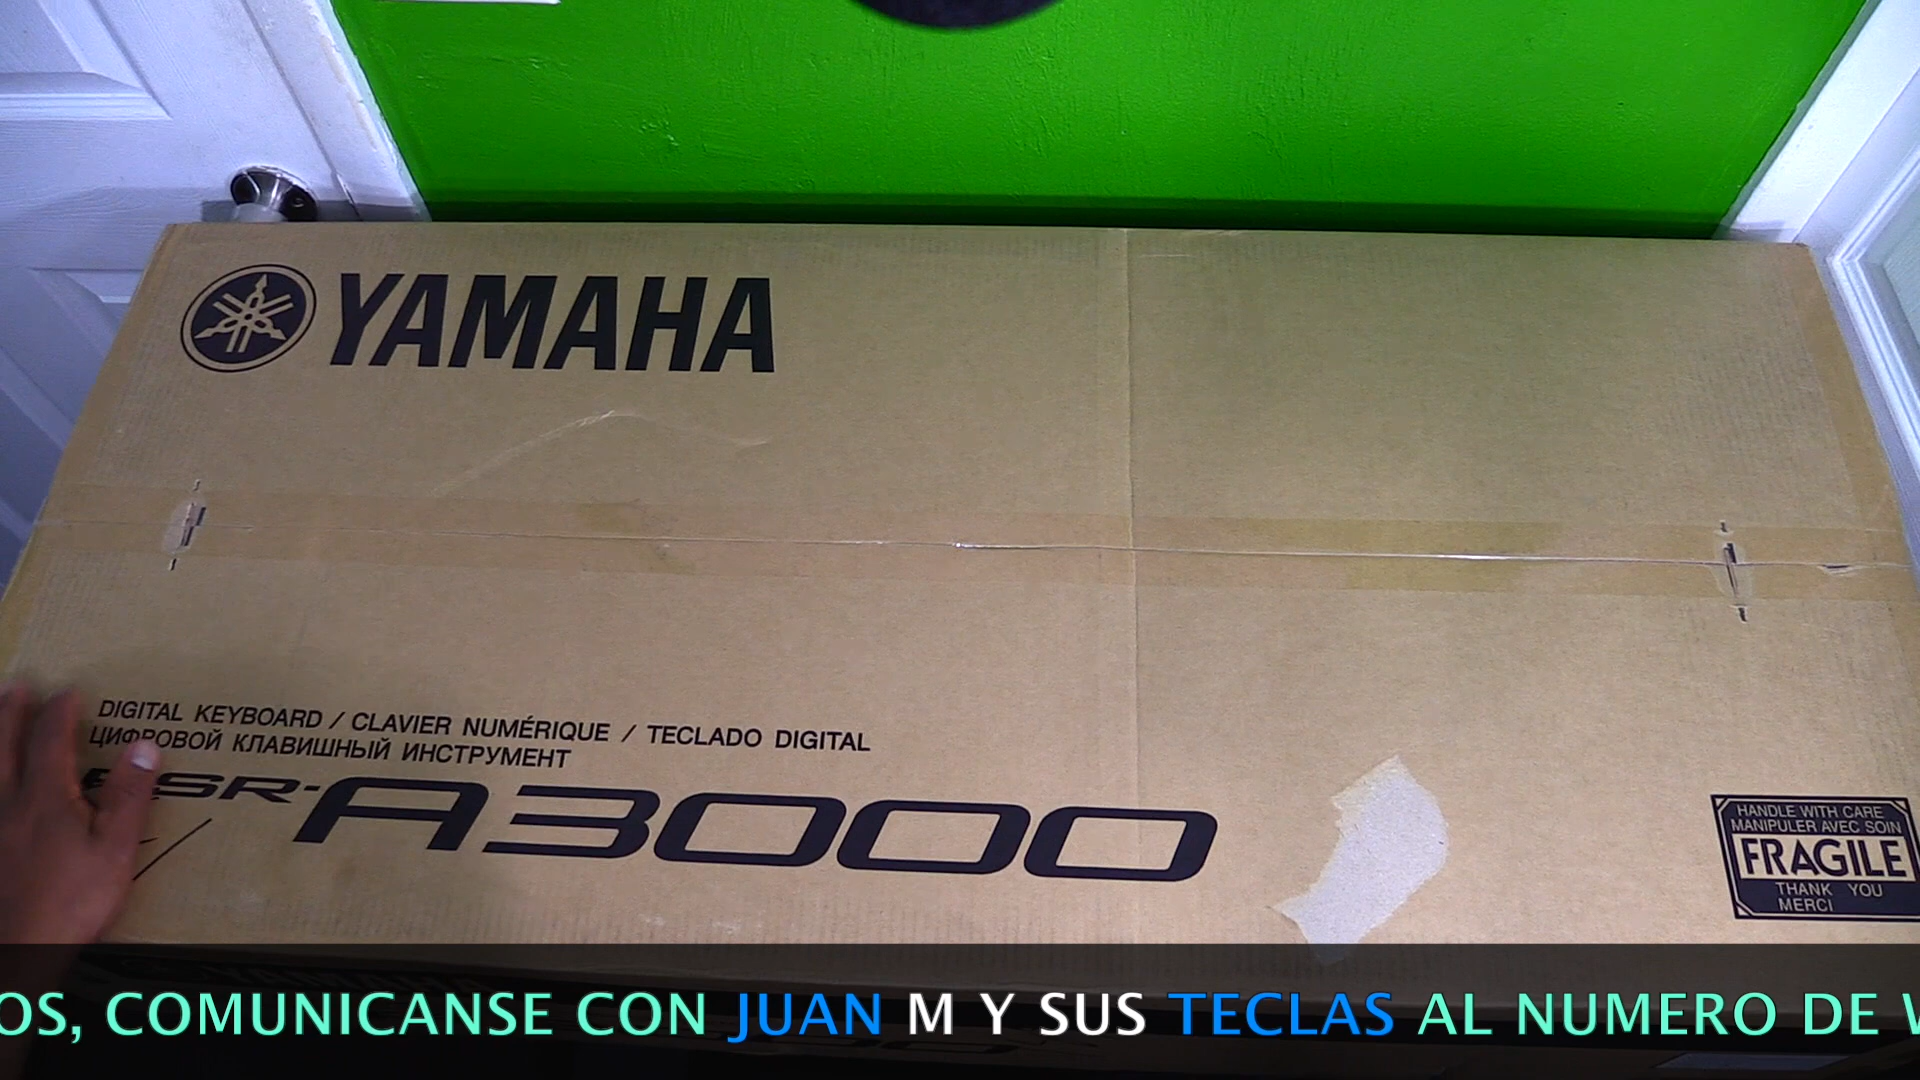 YAMAHA
DIGITAL KEYBOARD / CLAVIER NUMÉRIQUE / TECLADO DIGITAL
ЦИФРОВОЙ КЛАВИШНЫЙ ИНСТРУМЕНТ
PSR-A3000
HANDLE WITH CARE
MANIPULER AVEC SOIN
FRAGILE
THANK YOU
MERCI
COMUNICANSE CON JUAN M Y SUS TECLAS AL NUMERO DE